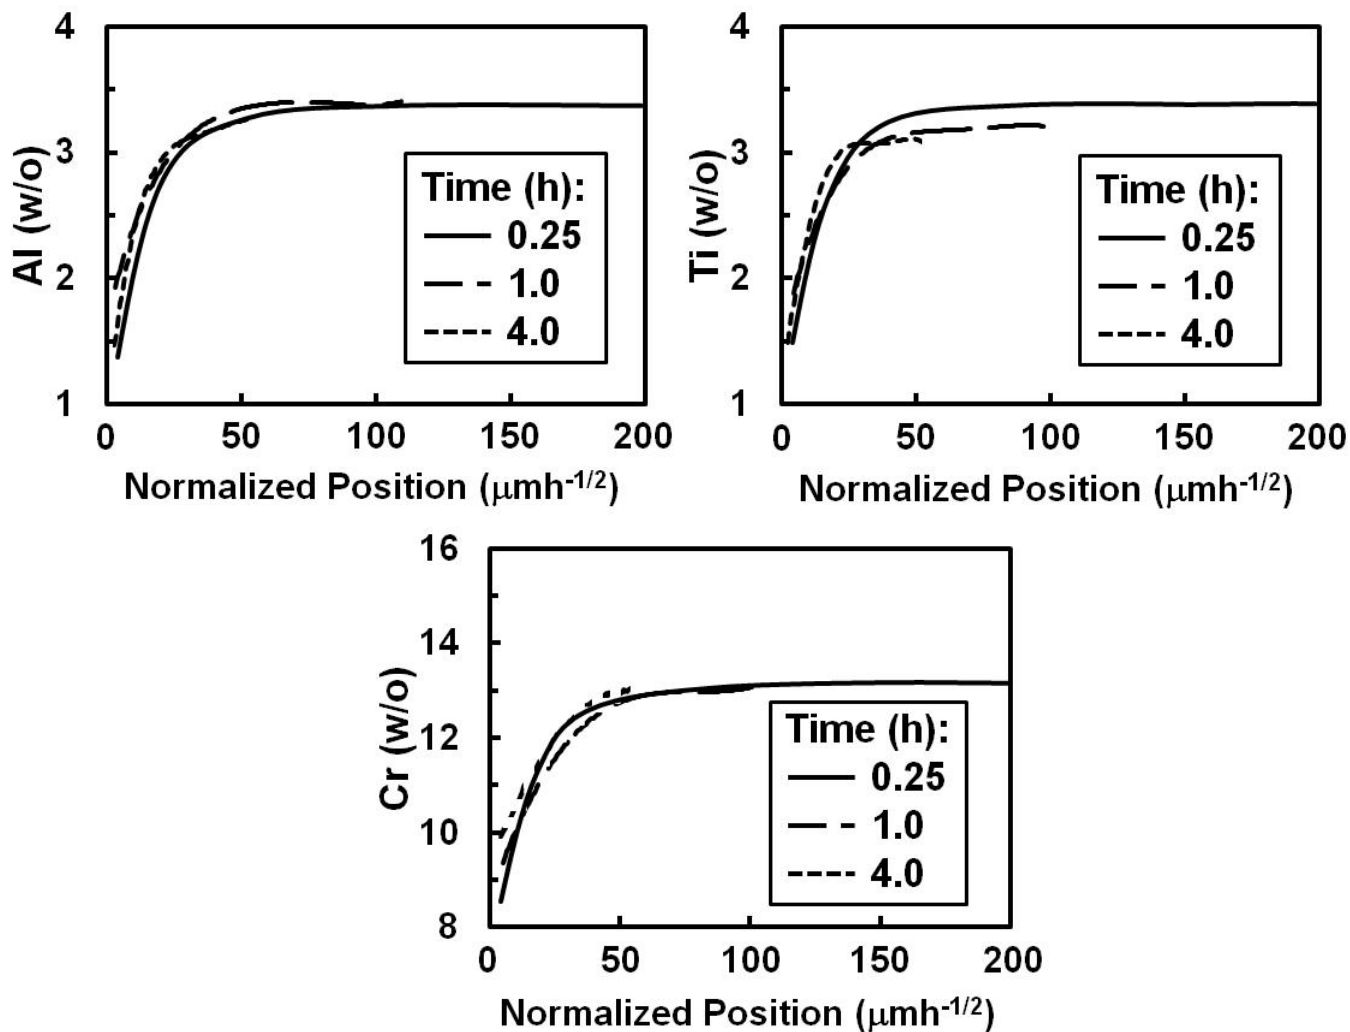 4
3
2
1
Al (w/o)
Time (h):
0.25
1.0
4.0
0 50 100 150 200
Normalized Position (μmh-1/2)
4
3
2
1
Ti (w/o)
Time (h):
0.25
1.0
4.0
0 50 100 150 200
Normalized Position (μmh-1/2)
16
14
12
10
8
Cr (w/o)
Time (h):
0.25
1.0
4.0
0 50 100 150 200
Normalized Position (μmh-1/2)